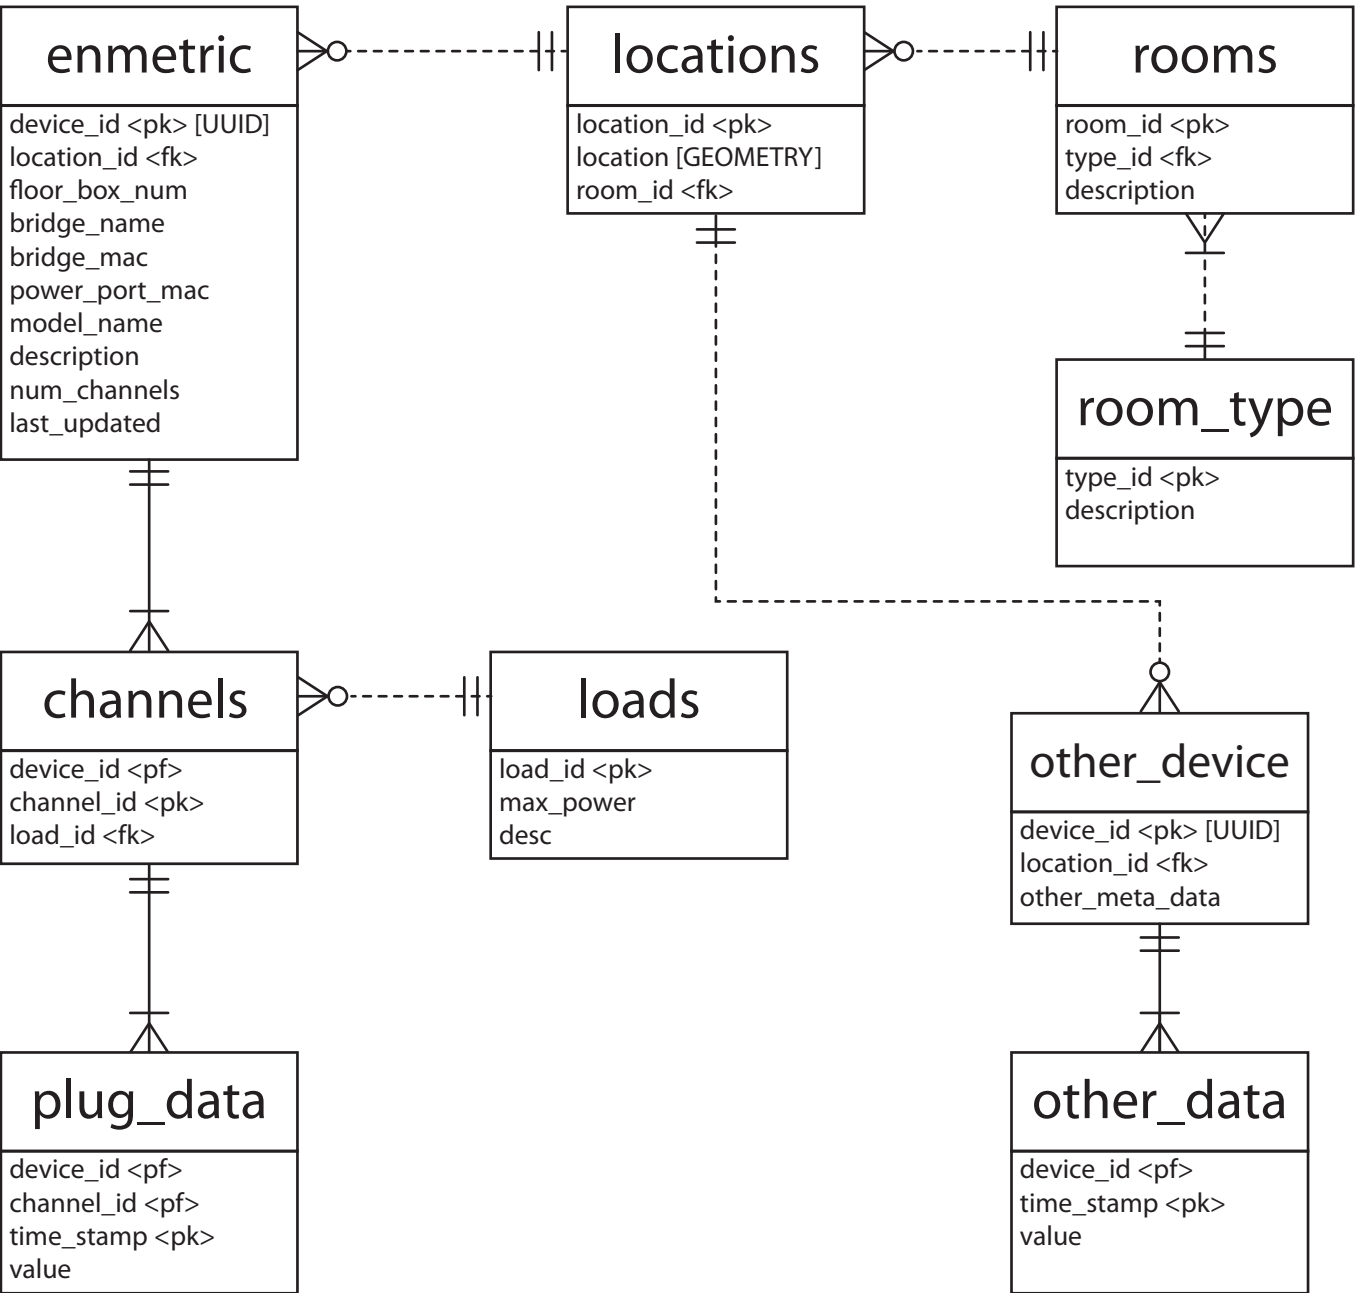 enmetric
device_id <pk> [UUID]
location_id <fk>
floor_box_num
bridge_name
bridge_mac
power_port_mac
model_name
description
num_channels
last_updated
locations
location_id <pk>
location [GEOMETRY]
room_id <fk>
rooms
room_id <pk>
type_id <fk>
description
room_type
type_id <pk>
description
channels
device_id <pf>
channel_id <pk>
load_id <fk>
loads
load_id <pk>
max_power
desc
other_device
device_id <pk> [UUID]
location_id <fk>
other_meta_data
plug_data
device_id <pf>
channel_id <pf>
time_stamp <pk>
value
other_data
device_id <pf>
time_stamp <pk>
value